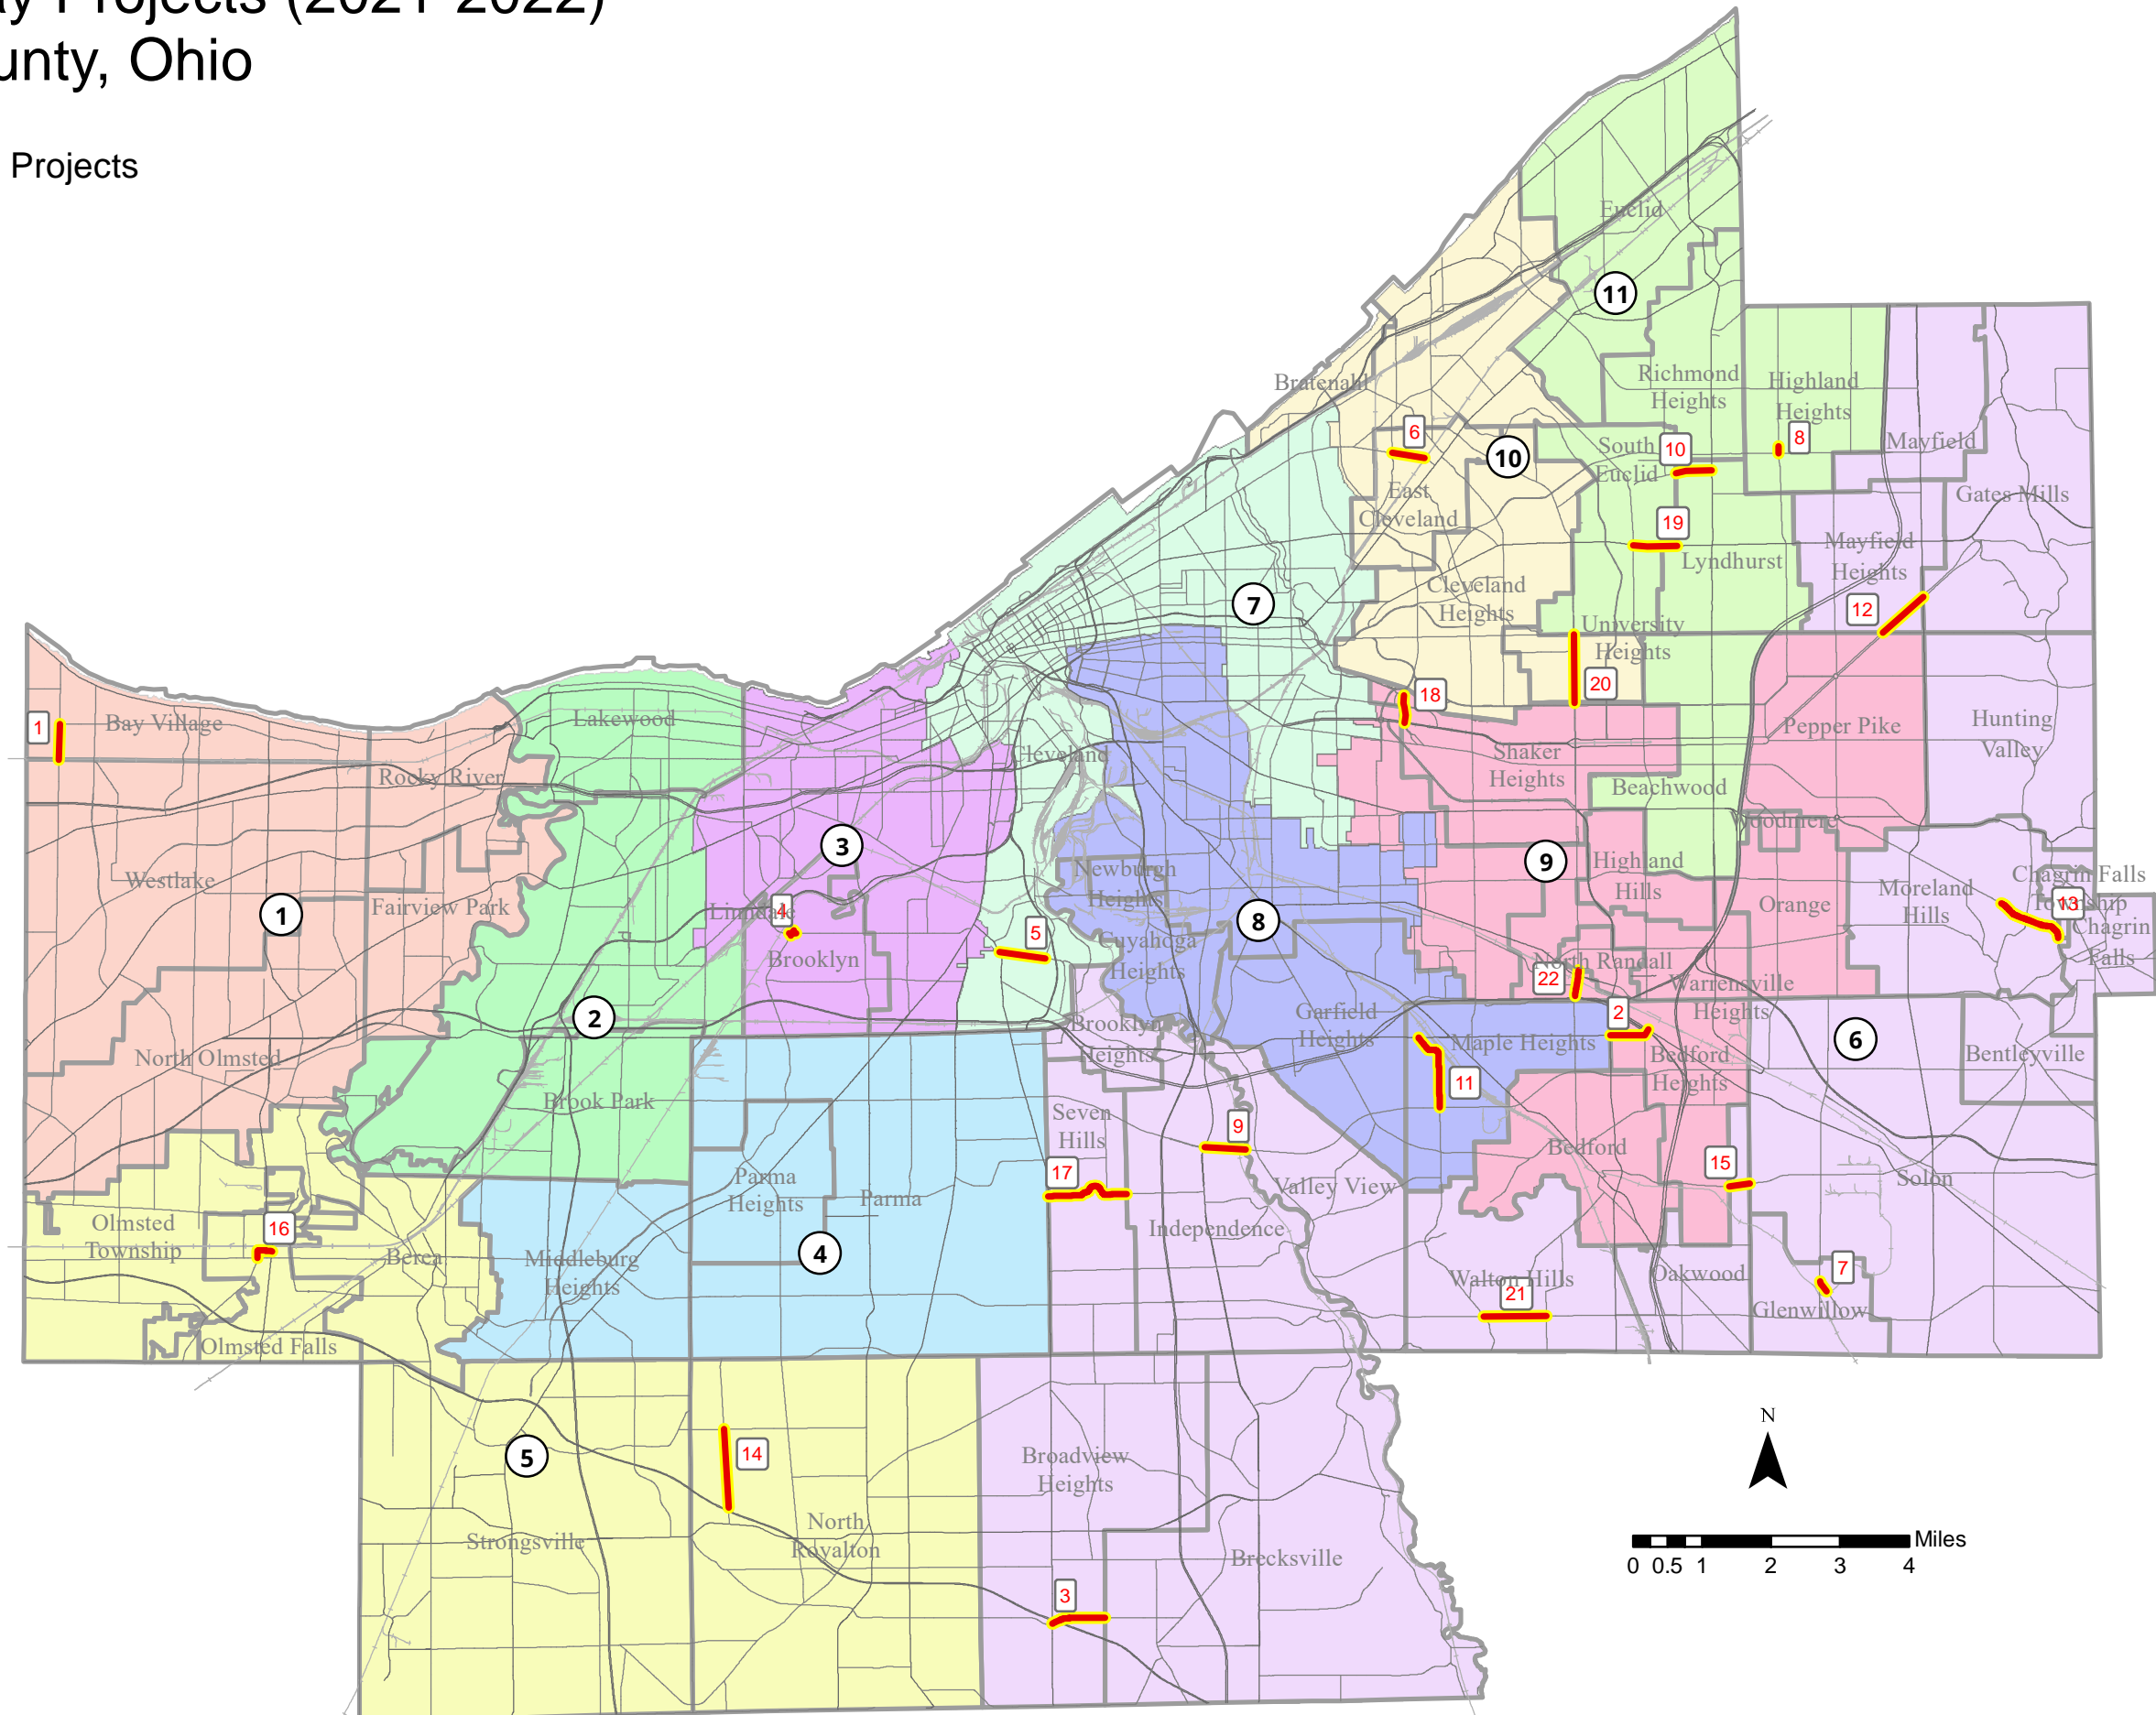 ay Projects (2021-2022)
unty, Ohio
Projects
Euclid
11
Richmond
Heights
Highland
Heights
Bratenahl
6
10
South
Euclid
10
8
Mayfield
East
Cleveland
Gates Mills
19
Mayfield
Heights
Lyndhurst
Cleveland
Heights
7
12
University
Heights
20
18
1
Bay Village
Lakewood
Pepper Pike
Hunting
Valley
Cleveland
Shaker
Heights
Rocky River
Beachwood
Woodmere
3
9
Highland
Hills
Newburgh
Heights
Westlake
1
Fairview Park
Linndale
4
Chagrin Falls
Township
13
Moreland
Hills
Orange
Chagrin
Falls
8
5
Brooklyn
Cuyahoga
Heights
North Randall
22
Warrensville
Heights
2
2
Garfield
Heights
Brooklyn
Heights
Maple Heights
6
Bedford
Heights
Bentleyville
North Olmsted
Brook Park
11
Seven
Hills
9
Bedford
15
17
Parma
Heights
Parma
Valley View
Solon
Olmsted
Township
16
Independence
Berea
Middleburg
Heights
4
Walton Hills
21
Oakwood
7
Glenwillow
Olmsted Falls
N
5
14
Broadview
Heights
Strongsville
North
Royalton
Brecksville
3
Miles
0 0.5 1 2 3 4